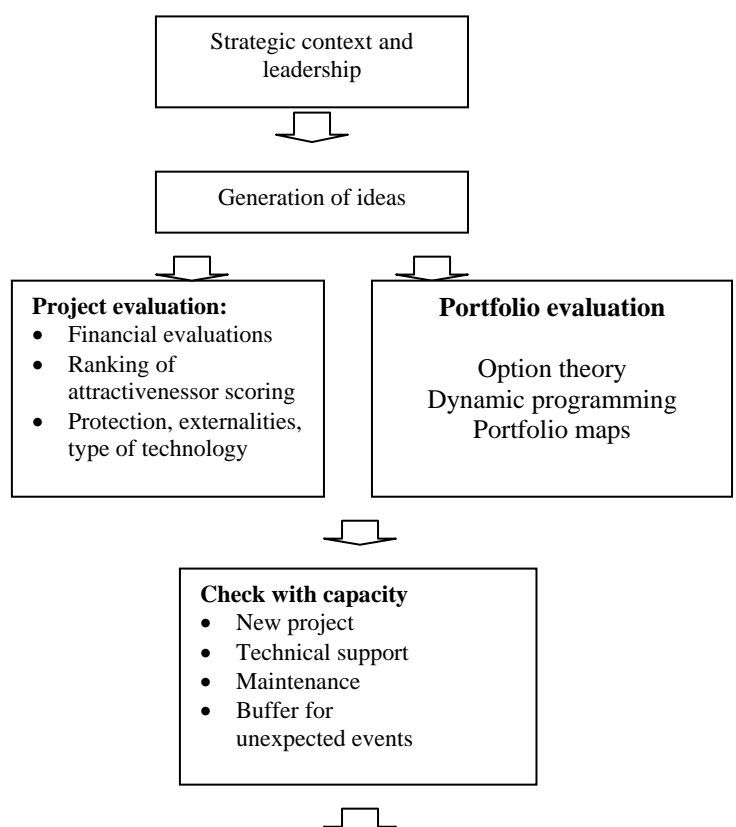 Strategic context and
leadership
Generation of ideas
Project evaluation:
• Financial evaluations
• Ranking of
attractivenessor scoring
• Protection, externalities,
type of technology
Portfolio evaluation
Option theory
Dynamic programming
Portfolio maps
Check with capacity
• New project
• Technical support
• Maintenance
• Buffer for
unexpected events